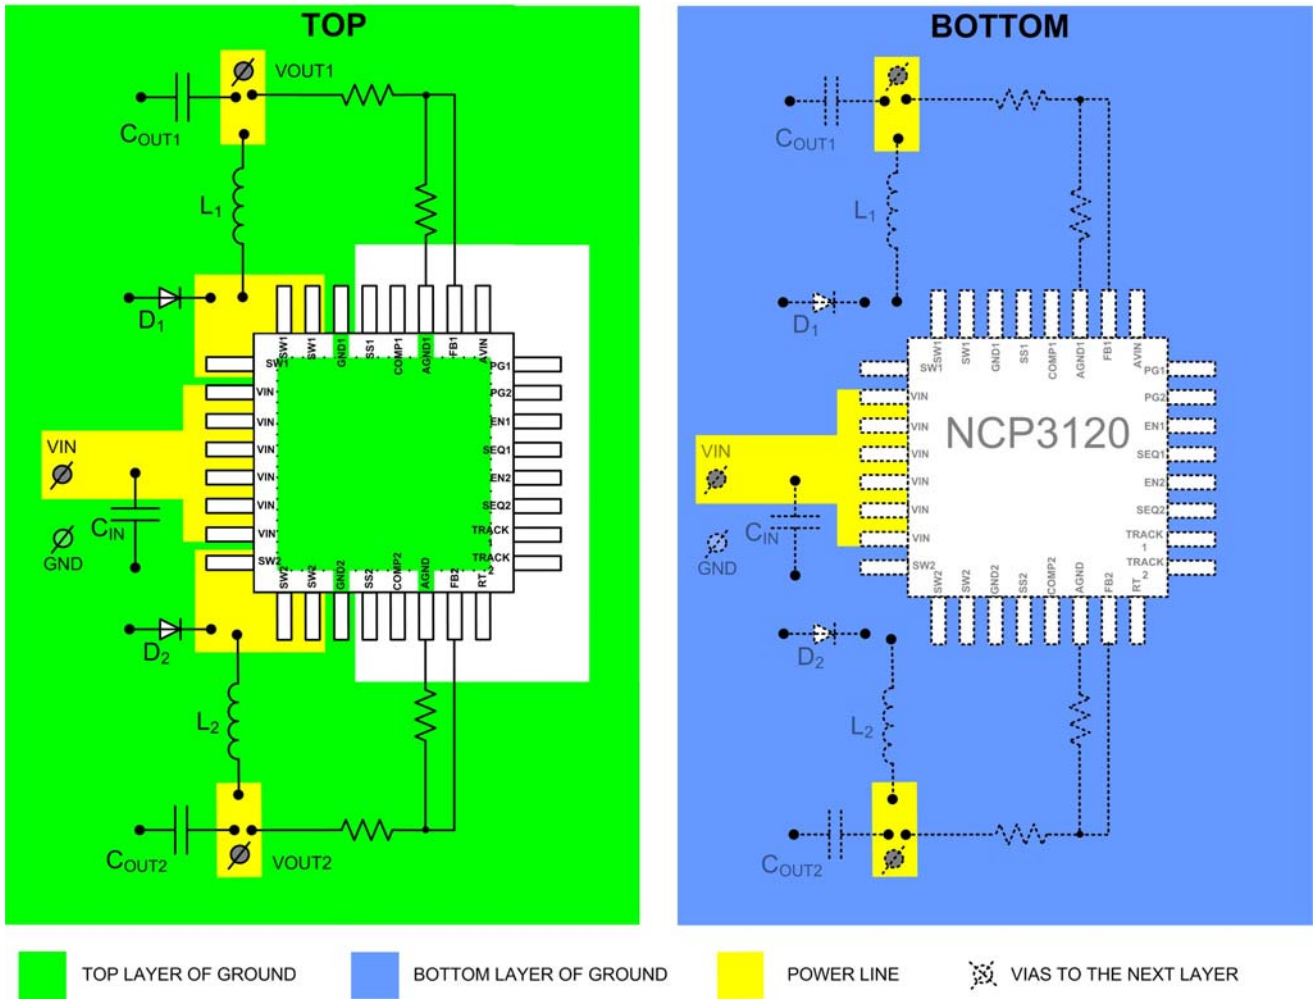 TOP
VOUT1
COUT1
L1
D1
SW1
SW1
GND1
SS1
COMP1
AGND1
FB1
AVIN
SW1
VIN
VIN
VIN
VIN
VIN
VIN
SW2
PG1
PG2
EN1
SEQ1
EN2
SEQ2
TRACK
1
TRACK
2
SW2
SW2
GND2
SS2
COMP2
AGND
FB2
RT
VIN
CIN
GND
D2
L2
COUT2
VOUT2
BOTTOM
COUT1
L1
D1
SW1
SW1
GND1
SS1
COMP1
AGND1
FB1
AVIN
SW1
VIN
VIN
VIN
VIN
VIN
VIN
SW2
NCP3120
PG1
PG2
EN1
SEQ1
EN2
SEQ2
TRACK
1
TRACK
2
SW2
SW2
GND2
SS2
COMP2
AGND
FB2
RT
VIN
CIN
GND
D2
L2
COUT2
TOP LAYER OF GROUND
BOTTOM LAYER OF GROUND
POWER LINE
VIAS TO THE NEXT LAYER